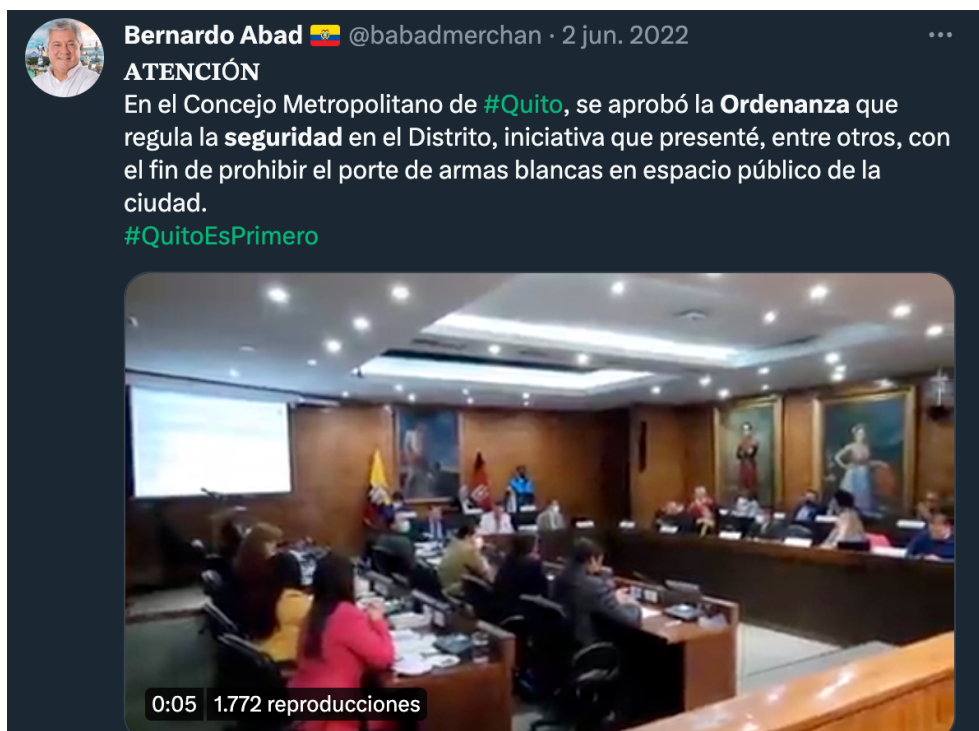 Bernardo Abad 🇪🇨 @babadmerchan · 2 jun. 2022
ATENCIÓN
En el Concejo Metropolitano de #Quito, se aprobó la Ordenanza que
regula la seguridad en el Distrito, iniciativa que presenté, entre otros, con
el fin de prohibir el porte de armas blancas en espacio público de la
ciudad.
#QuitoEsPrimero
0:05 1.772 reproducciones